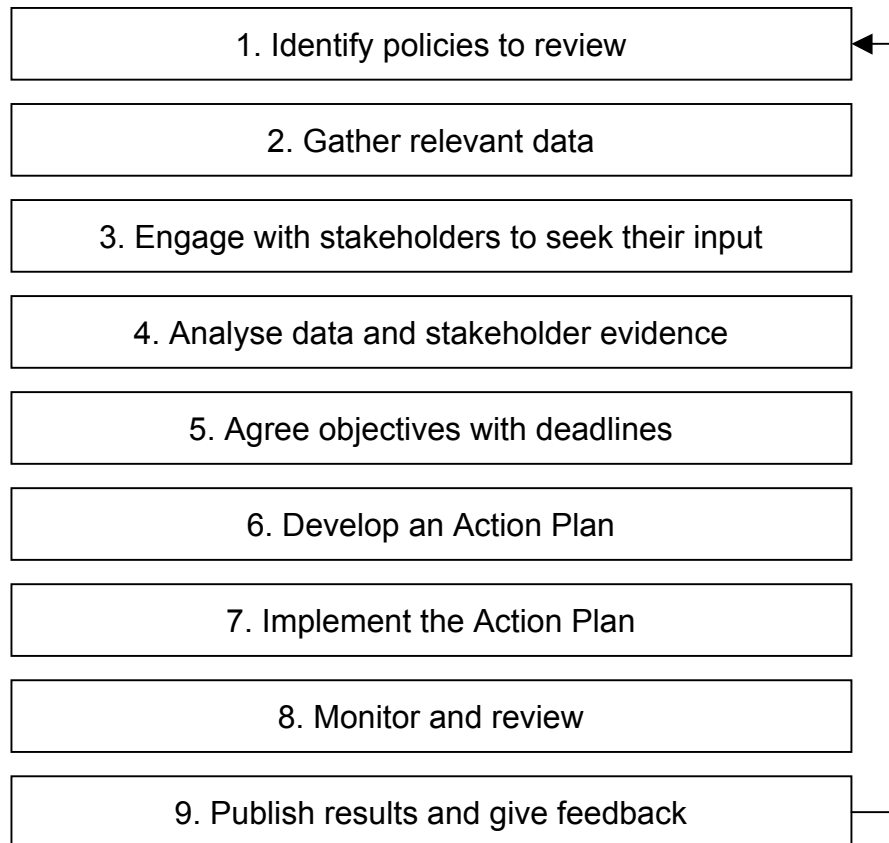 1. Identify policies to review
2. Gather relevant data
3. Engage with stakeholders to seek their input
4. Analyse data and stakeholder evidence
5. Agree objectives with deadlines
6. Develop an Action Plan
7. Implement the Action Plan
8. Monitor and review
9. Publish results and give feedback